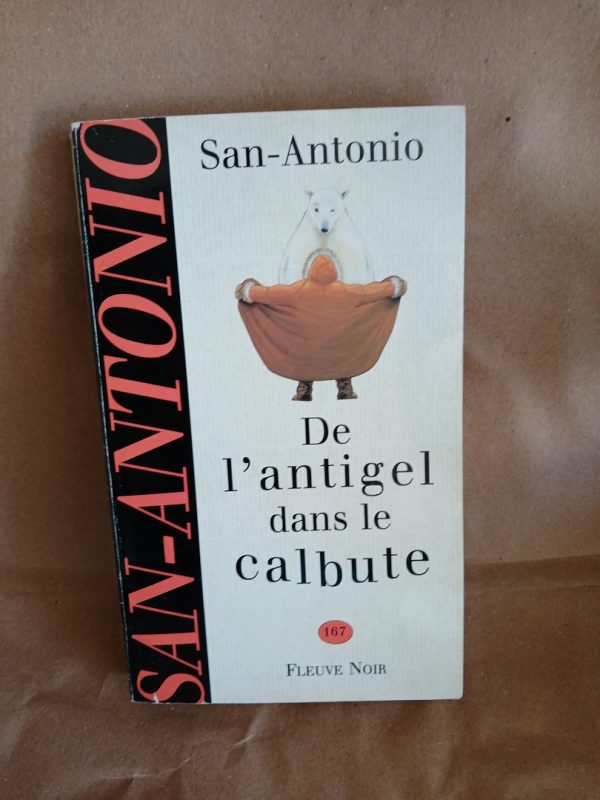 SAN-ANTONIO
San-Antonio
De
l'antigel
dans le
calbute
167
FLEUVE NOIR